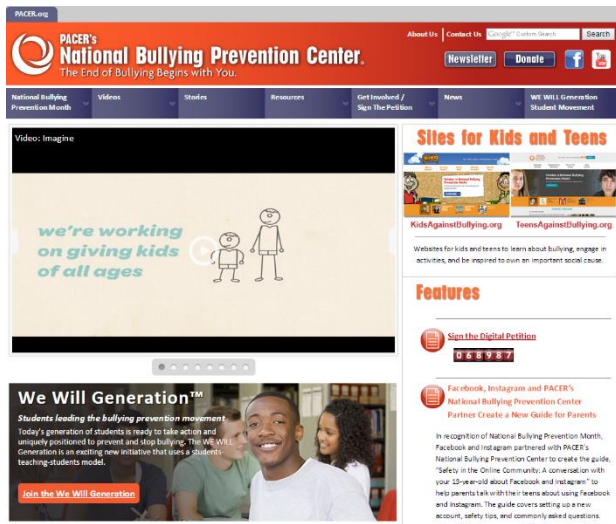 PACER.org
About Us
Contact Us
Google™ Custom Search
Search
PACER's
National Bullying Prevention Center.
The End of Bullying Begins with You.
Newsletter
Donate
National Bullying
Prevention Month
Videos
Stories
Resources
Get Involved /
Sign The Petition
News
WE WILL Generation
Student Movement
Video: Imagine
we're working
on giving kids
of all ages
We Will Generation™
Students leading the bullying prevention movement
Today's generation of students is ready to take action and
uniquely positioned to prevent and stop bullying. The WE WILL
Generation is an exciting new initiative that uses a students-
teaching-students model.
Join the We Will Generation
Sites for Kids and Teens
KidsAgainstBullying.org
TeensAgainstBullying.org
Websites for kids and teens to learn about bullying, engage in
activities, and be inspired to own an important social cause.
Features
Sign the Digital Petition
068987
Facebook, Instagram and PACER's
National Bullying Prevention Center
Partner Create a New Guide for Parents
In recognition of National Bullying Prevention Month,
Facebook and Instagram partnered with PACER's
National Bullying Prevention Center to create the guide,
"Safety in the Online Community: A conversation with
your 13-year-old about Facebook and Instagram" to
help parents talk with their teens about using Facebook
and Instagram. The guide covers setting up a new
account, safety tips, and commonly asked questions.